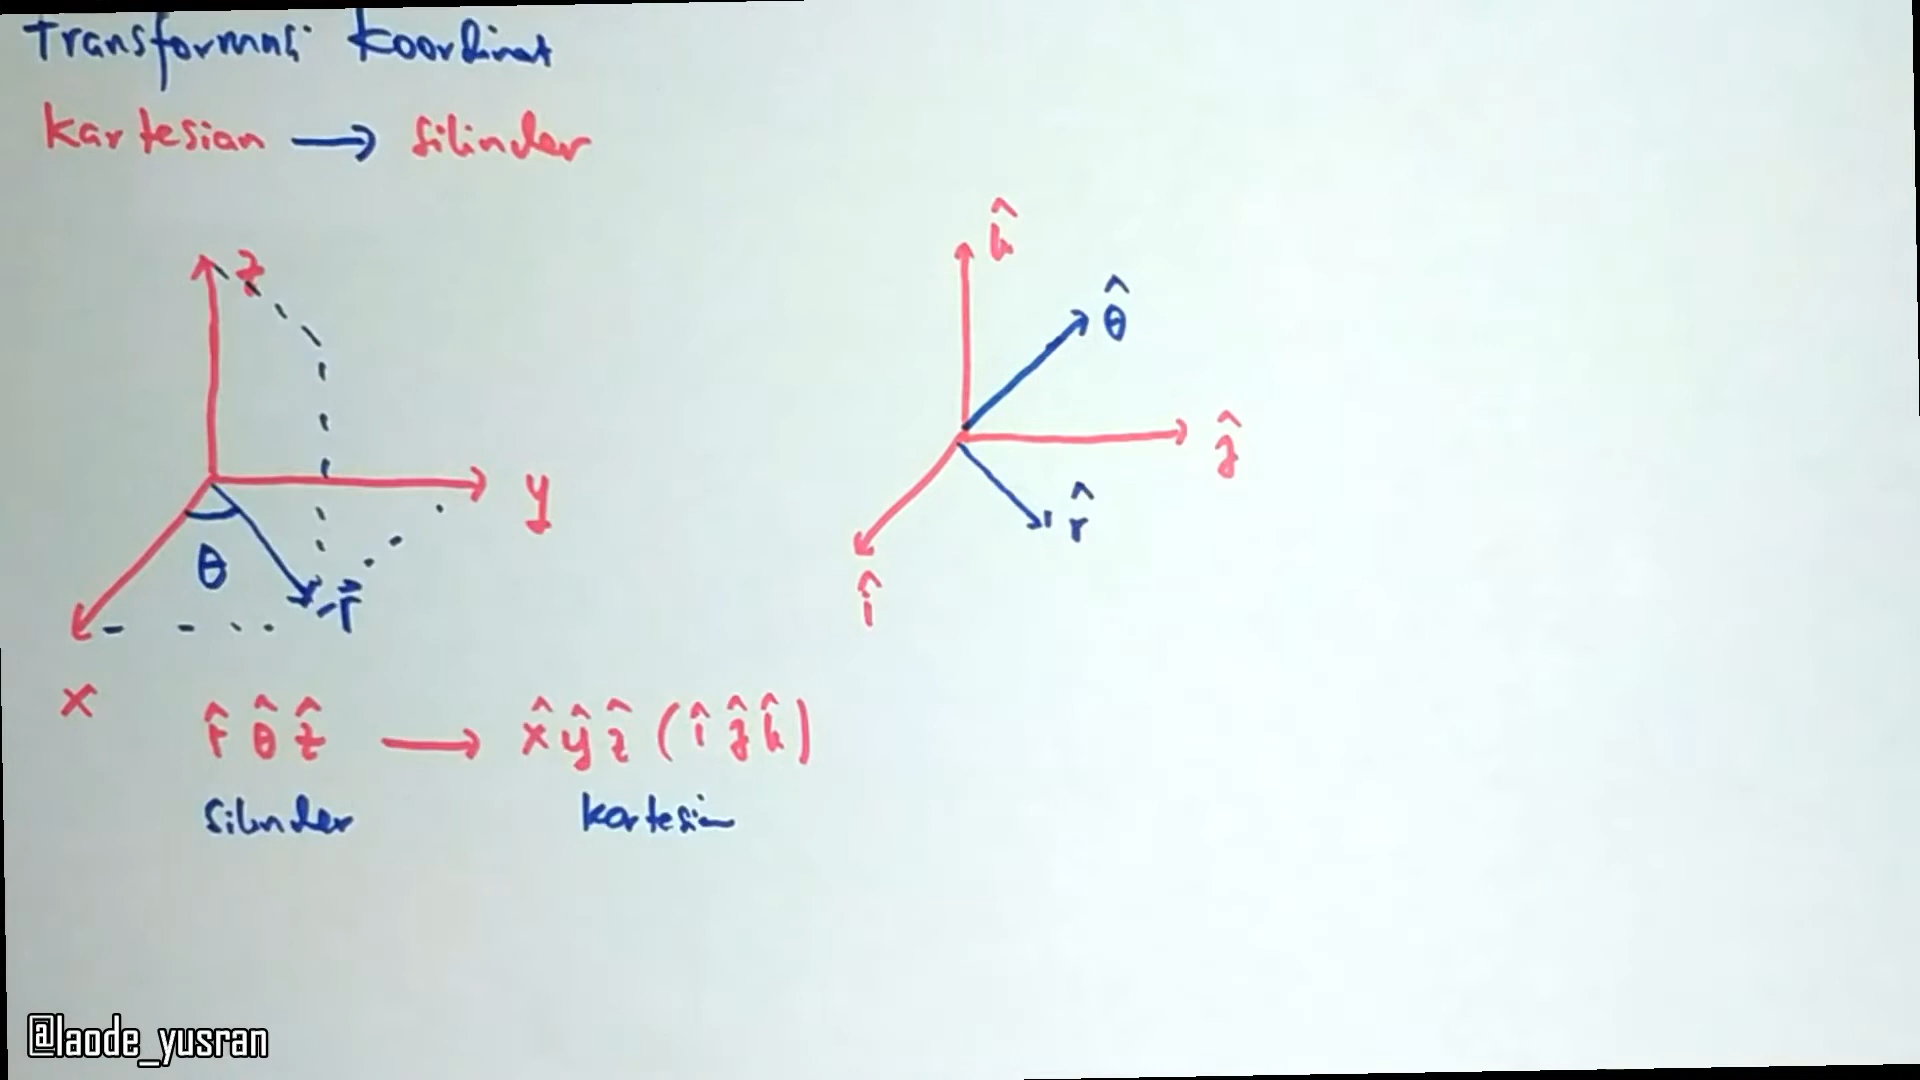 Transformasi Koordinat
Kartesian → Silinder
z
y
θ
r⃗
x
k̂
θ̂
ĵ
r̂
î
r̂ θ̂ ẑ → x̂ ŷ ẑ (î ĵ k̂)
Silinder kartesian
@laode_yusran